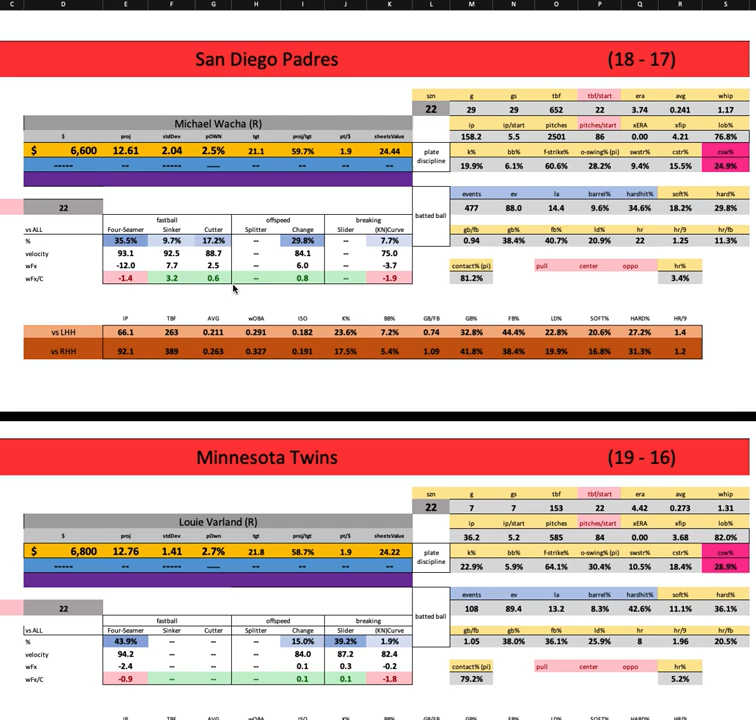 C D E F G H I J K L M N O P Q R S
San Diego Padres (18 - 17)
szn g gs tbf tbf/start era avg whip
22 29 29 652 22 3.74 0.241 1.17
Michael Wacha (R) ip ip/start pitches pitches/start xERA xfip lob%
$ proj stdDev pOWN tgt proj/tgt pt/$ sheetsValue 158.2 5.5 2501 86 0.00 4.21 76.8%
$ 6,600 12.61 2.04 2.5% 21.1 59.7% 1.9 24.44 plate discipline k% bb% f-strike% o-swing% (pi) swstr% cstr% csw%
----- -- -- ----- -- -- -- -- 19.9% 6.1% 60.6% 28.2% 9.4% 15.5% 24.9%
events ev la barrel% hardhit% soft% hard%
22 477 88.0 14.4 9.6% 34.6% 18.2% 29.8%
fastball offspeed breaking batted ball
vs ALL Four-Seamer Sinker Cutter Splitter Change Slider (KN)Curve gb/fb gb% fb% ld% hr hr/9 hr/fb
% 35.5% 9.7% 17.2% -- 29.8% -- 7.7% 0.94 38.4% 40.7% 20.9% 22 1.25 11.3%
velocity 93.1 92.5 88.7 -- 84.1 -- 75.0
wFx -12.0 7.7 2.5 -- 6.0 -- -3.7 contact% (pi) pull center oppo hr%
wFx/C -1.4 3.2 0.6 -- 0.8 -- -1.9 81.2% 3.4%
IP TBF AVG wOBA ISO K% BB% GB/FB GB% FB% LD% SOFT% HARD% HR/9
vs LHH 66.1 263 0.211 0.291 0.182 23.6% 7.2% 0.74 32.8% 44.4% 22.8% 20.6% 27.2% 1.4
vs RHH 92.1 389 0.263 0.327 0.191 17.5% 5.4% 1.09 41.8% 38.4% 19.9% 16.8% 31.3% 1.2
Minnesota Twins (19 - 16)
szn g gs tbf tbf/start era avg whip
22 7 7 153 22 4.42 0.273 1.31
Louie Varland (R) ip ip/start pitches pitches/start xERA xfip lob%
$ proj stdDev pOwn tgt proj/tgt pt/$ sheetsValue 36.2 5.2 585 84 0.00 3.68 82.0%
$ 6,800 12.76 1.41 2.7% 21.8 58.7% 1.9 24.22 plate discipline k% bb% f-strike% o-swing% (pi) swstr% cstr% csw%
----- -- -- ----- -- -- -- -- 22.9% 5.9% 64.1% 30.4% 10.5% 18.4% 28.9%
events ev la barrel% hardhit% soft% hard%
22 108 89.4 13.2 8.3% 42.6% 11.1% 36.1%
fastball offspeed breaking batted ball
vs ALL Four-Seamer Sinker Cutter Splitter Change Slider (KN)Curve gb/fb gb% fb% ld% hr hr/9 hr/fb
% 43.9% -- -- -- 15.0% 39.2% 1.9% 1.05 38.0% 36.1% 25.9% 8 1.96 20.5%
velocity 94.2 -- -- -- 84.0 87.2 82.4
wFx -2.4 -- -- -- 0.1 0.3 -0.2 contact% (pi) pull center oppo hr%
wFx/C -0.9 -- -- -- 0.1 0.1 -1.8 79.2% 5.2%
IP TBF AVG wOBA ISO K% BB% GB/FB GB% FB% LD% SOFT% HARD% HR/9